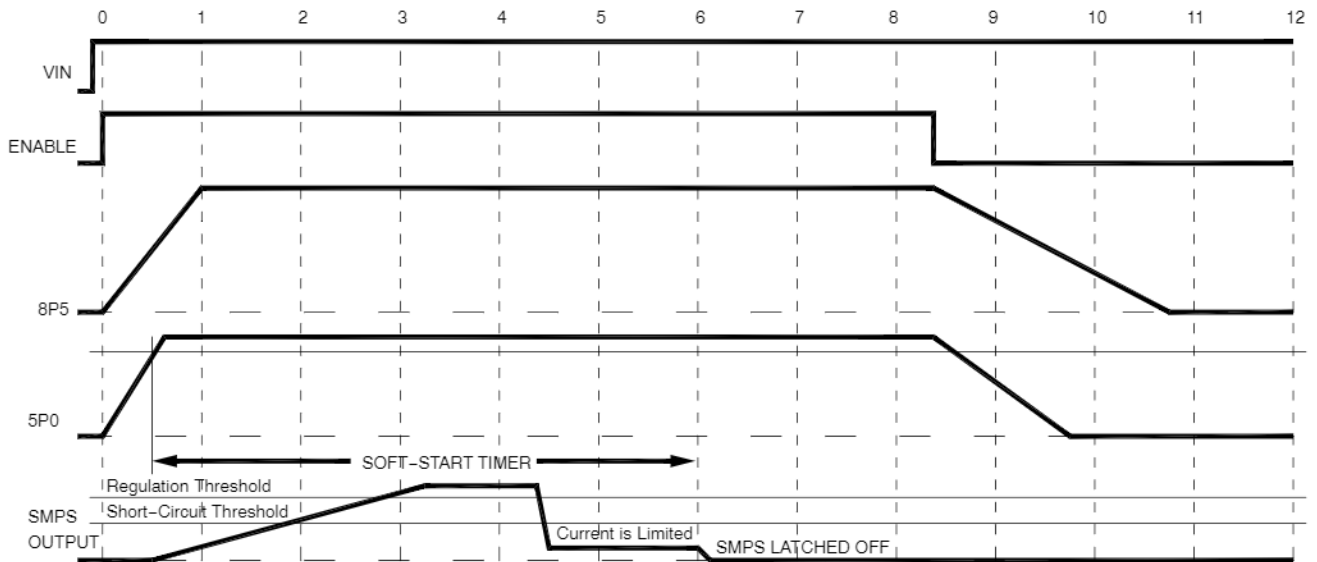 0 1 2 3 4 5 6 7 8 9 10 11 12
VIN
ENABLE
8P5
5P0
SOFT-START TIMER
Regulation Threshold
Short-Circuit Threshold
SMPS
OUTPUT
Current is Limited
SMPS LATCHED OFF